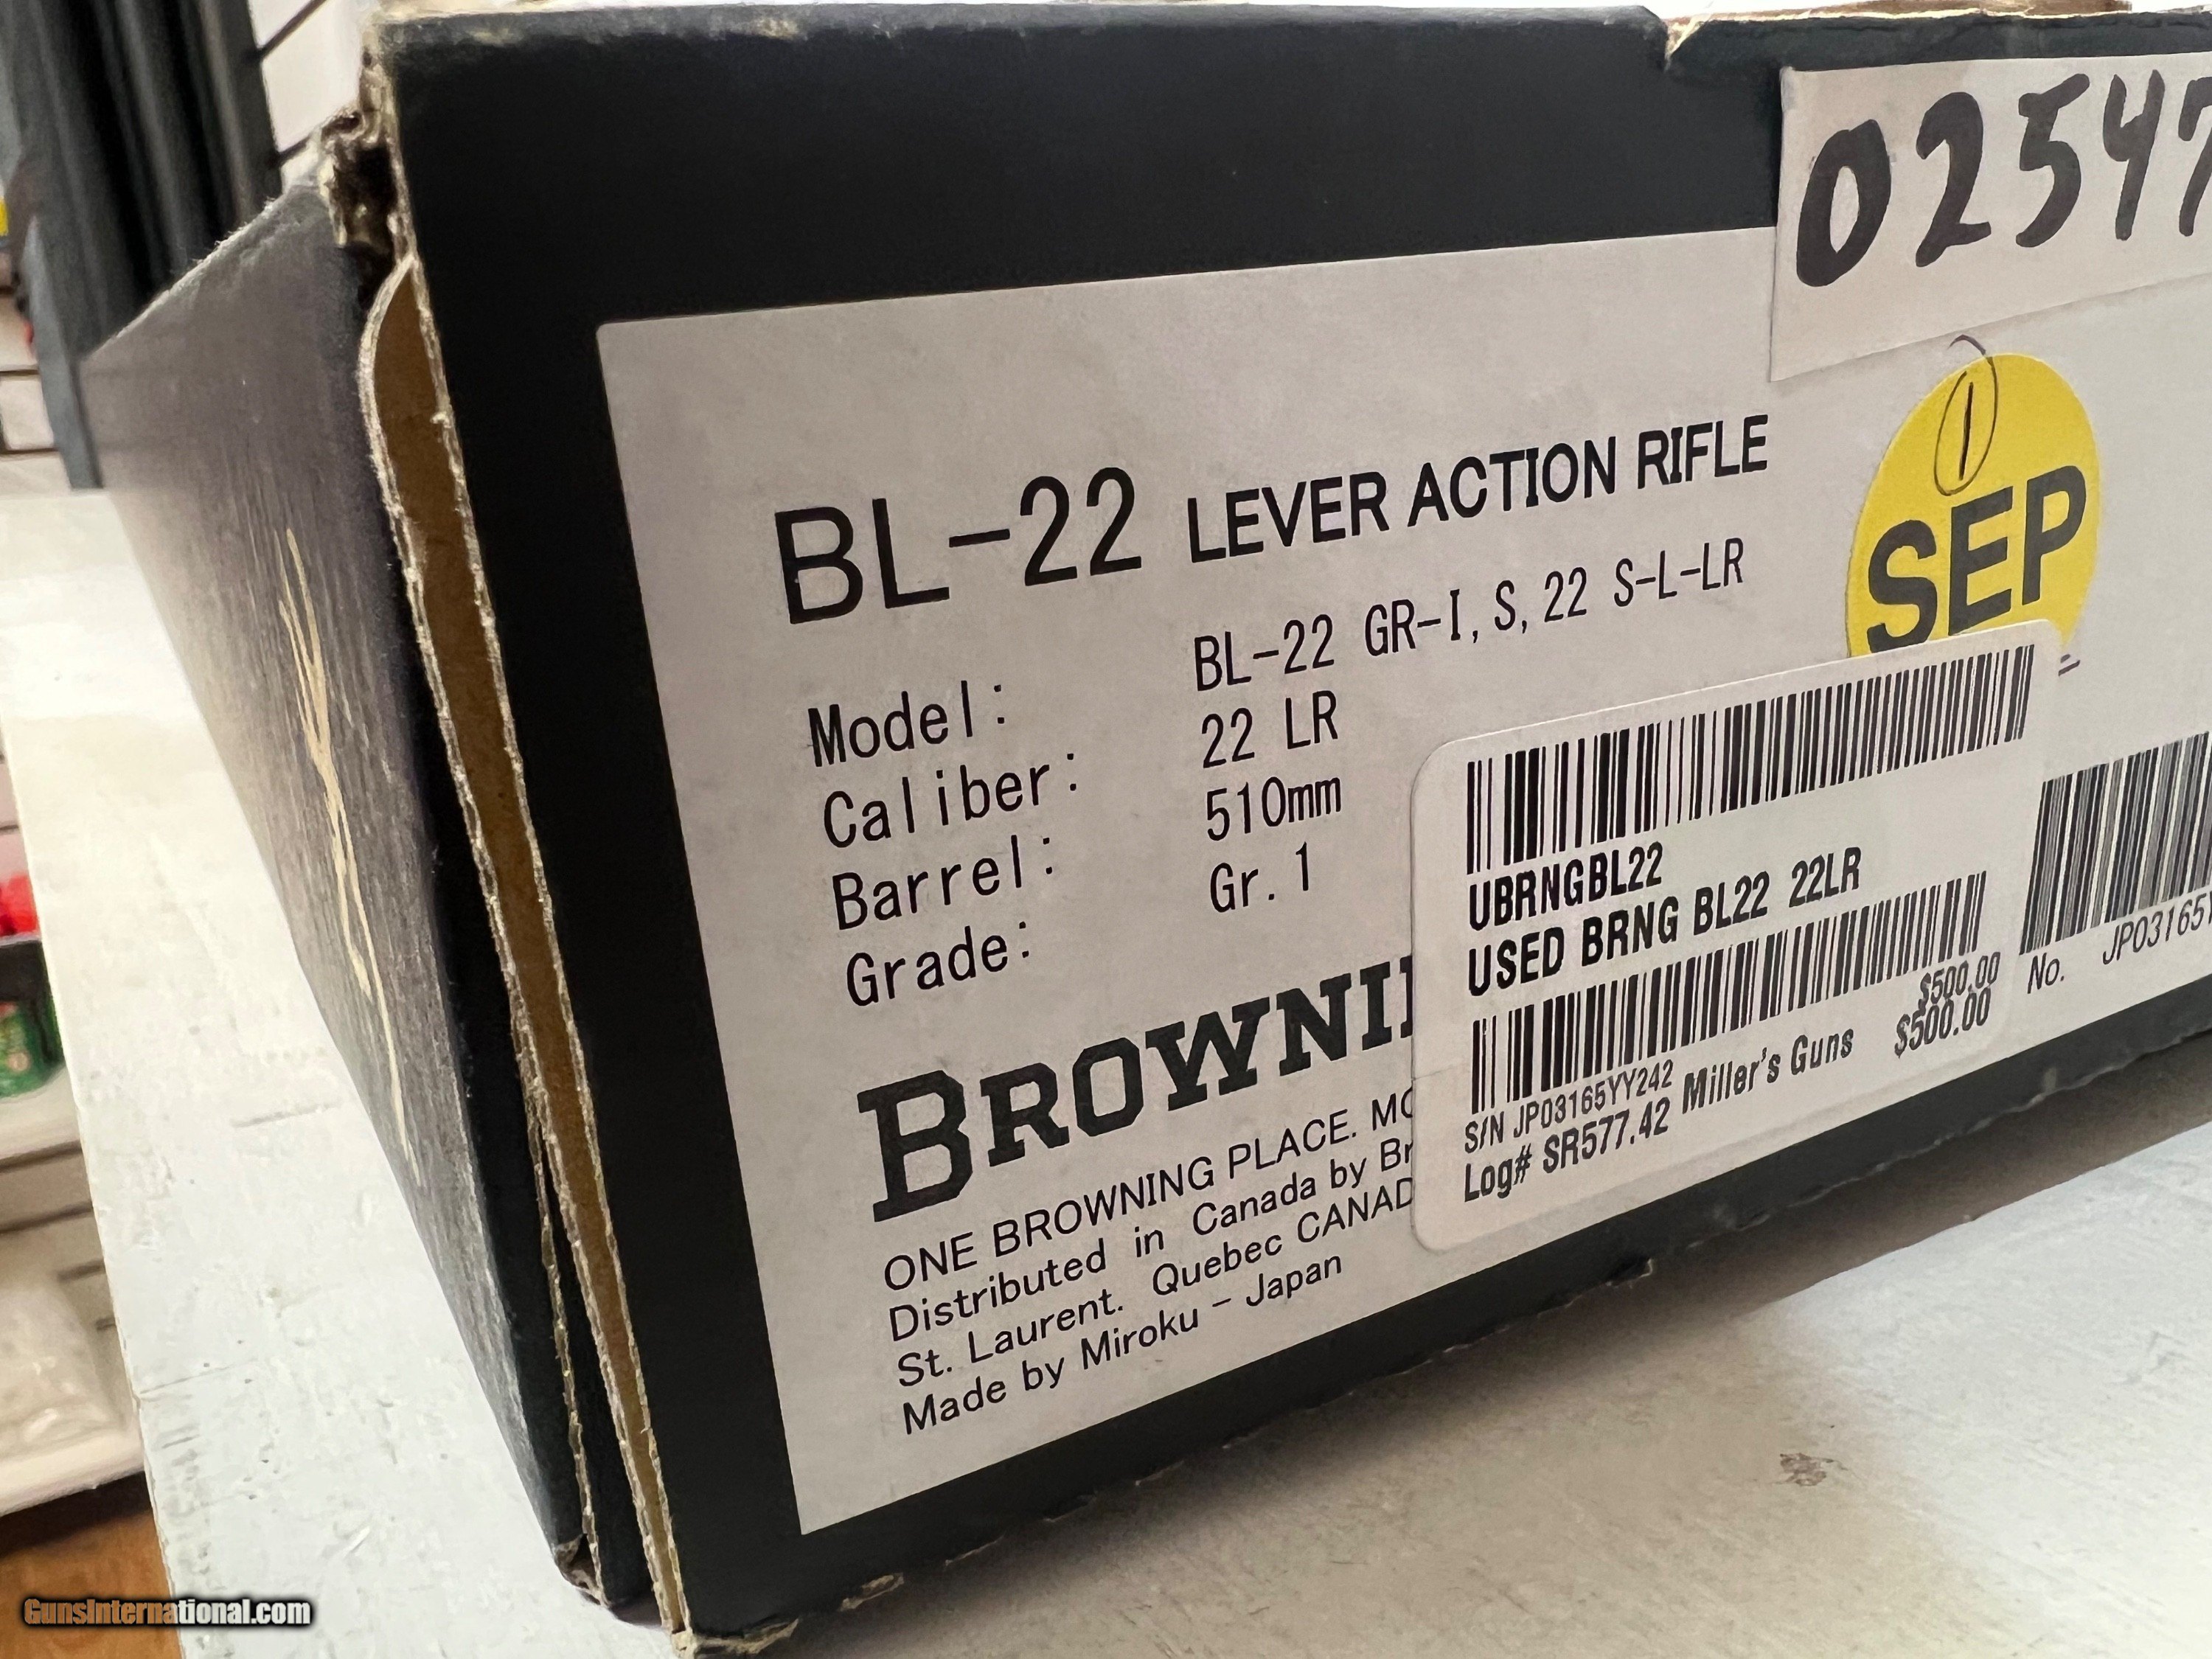 02547
BL-22 LEVER ACTION RIFLE
1
SEP
Model: BL-22 GR-I, S, 22 S-L-LR
Caliber: 22 LR
Barrel: 510mm
Grade: Gr. 1
UBRNGBL22
USED BRNG BL22 22LR
$500.00
$500.00
S/N JP03165YY242
Log# SR577.42 Miller's Guns
No. JP03165
BROWNI
ONE BROWNING PLACE. MO
Distributed in Canada by Br
St. Laurent. Quebec CANAD
Made by Miroku - Japan
GunsInternational.com